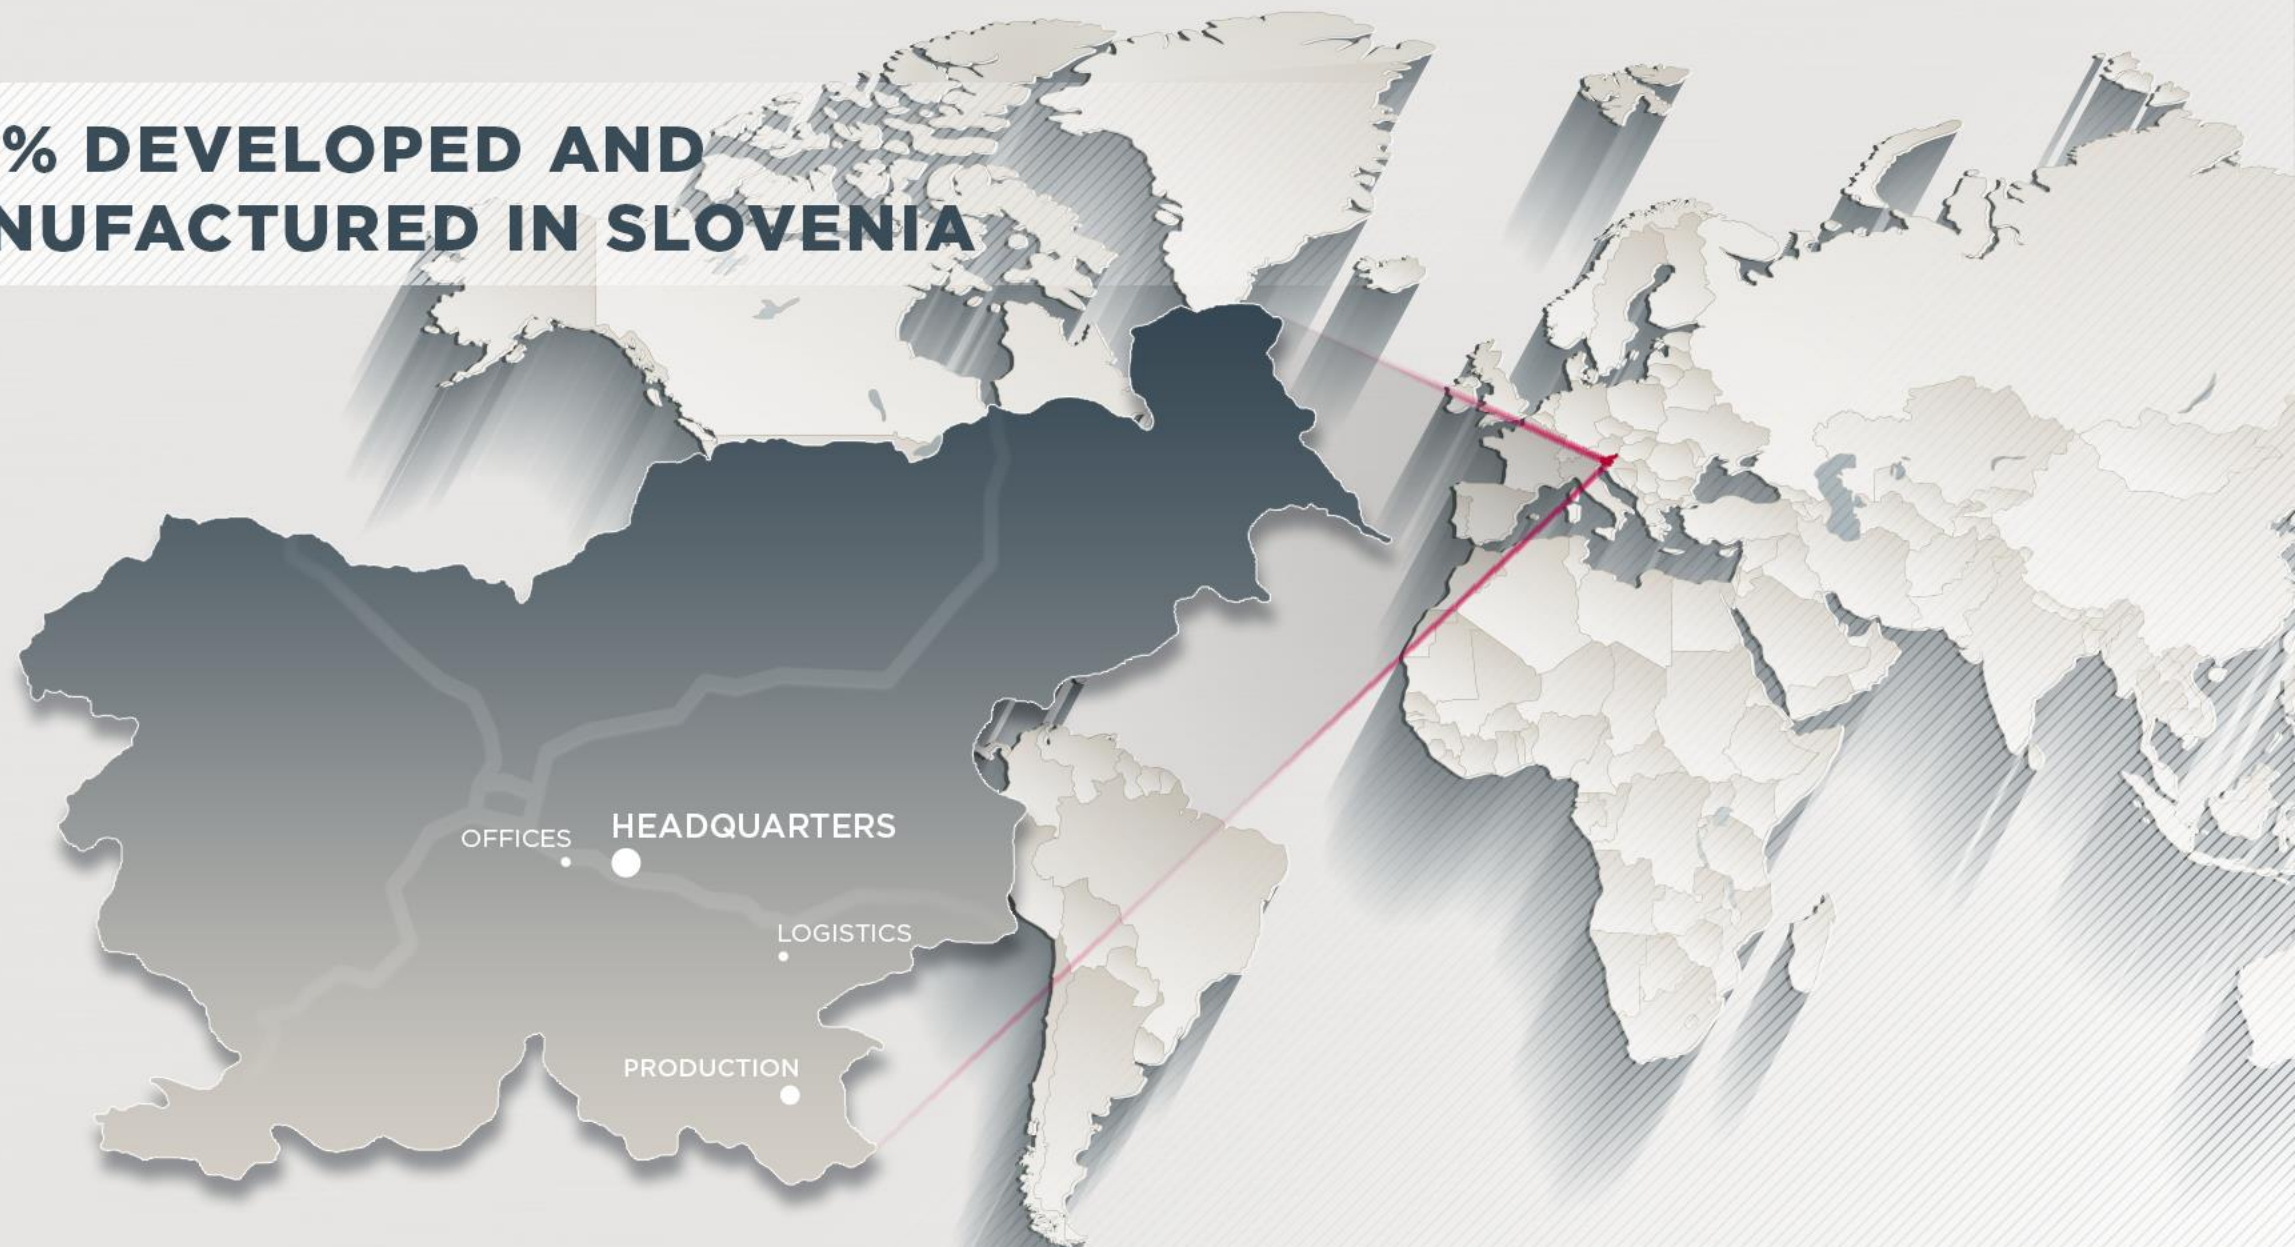 % DEVELOPED AND
NUFACTURED IN SLOVENIA
OFFICES
HEADQUARTERS
LOGISTICS
PRODUCTION